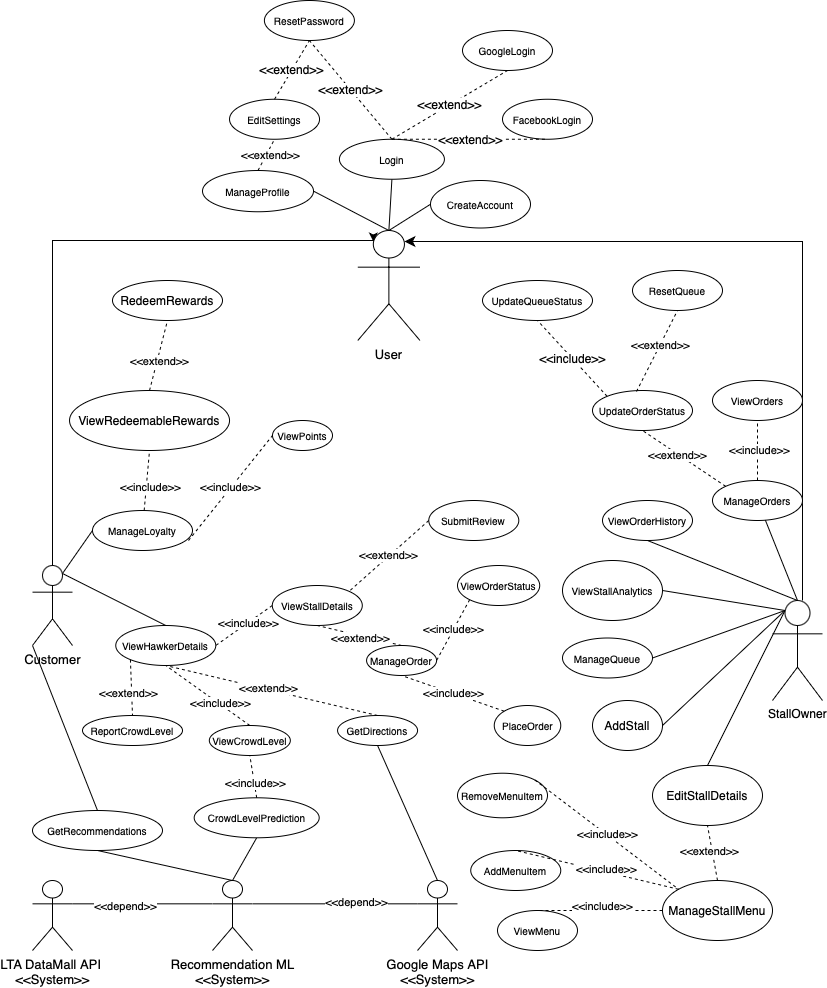 ResetPassword
GoogleLogin
<<extend>>
<<extend>>
<<extend>>
EditSettings
FacebookLogin
<<extend>>
<<extend>>
Login
ManageProfile
CreateAccount
User
RedeemRewards
UpdateQueueStatus
ResetQueue
<<extend>>
<<include>>
<<extend>>
ViewRedeemableRewards
ViewPoints
UpdateOrderStatus
ViewOrders
<<extend>>
<<include>>
<<include>>
<<include>>
ManageLoyalty
ManageOrders
SubmitReview
ViewOrderHistory
<<extend>>
ViewOrderStatus
ViewStallAnalytics
ViewStallDetails
<<include>>
<<extend>>
<<include>>
Customer
ViewHawkerDetails
ManageOrder
ManageQueue
<<extend>>
<<include>>
<<extend>>
<<include>>
StallOwner
ReportCrowdLevel
ViewCrowdLevel
GetDirections
PlaceOrder
AddStall
<<include>>
RemoveMenuItem
EditStallDetails
GetRecommendations
CrowdLevelPrediction
<<include>>
<<extend>>
AddMenuItem
<<include>>
<<include>>
ManageStallMenu
ViewMenu
<<depend>>
<<depend>>
LTA DataMall API
<<System>>
Recommendation ML
<<System>>
Google Maps API
<<System>>